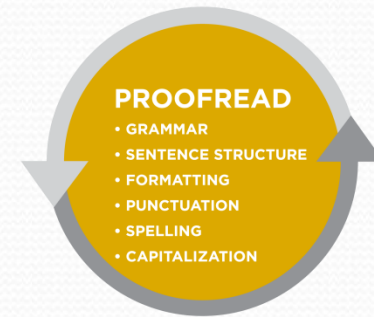 PROOFREAD
• GRAMMAR
• SENTENCE STRUCTURE
• FORMATTING
• PUNCTUATION
• SPELLING
• CAPITALIZATION